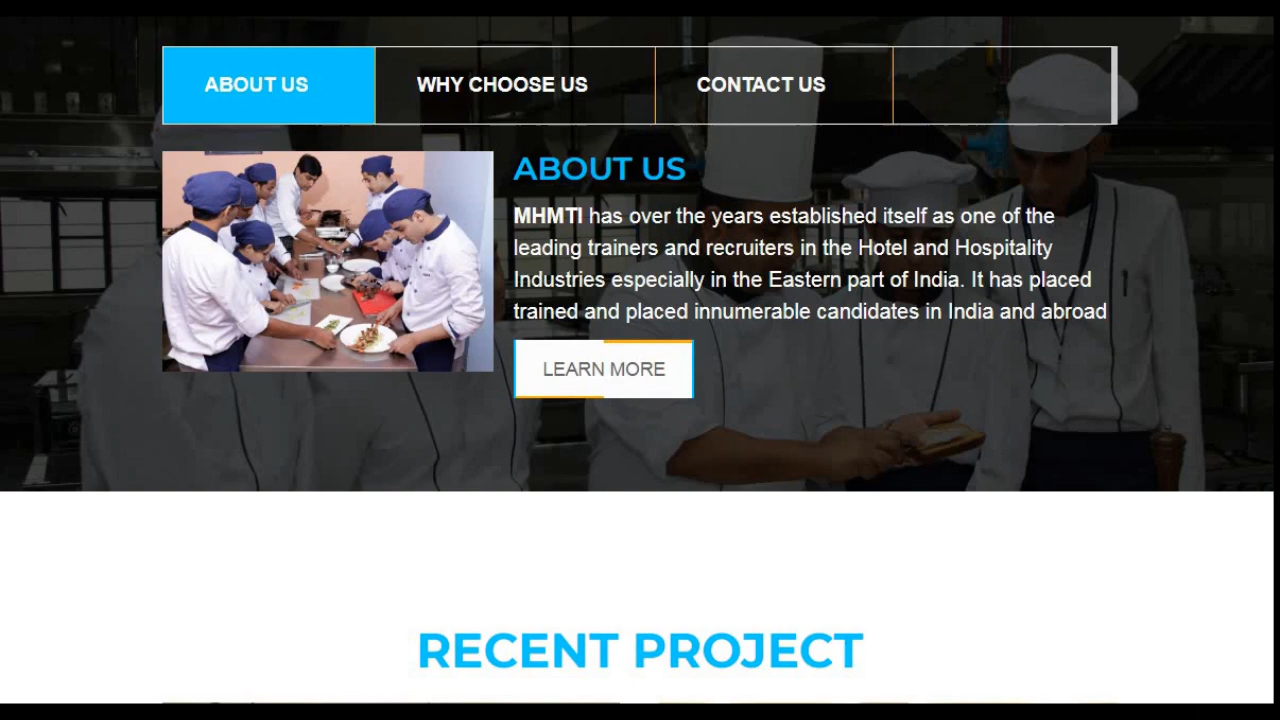 ABOUT US
WHY CHOOSE US
CONTACT US
ABOUT US
MHMTI has over the years established itself as one of the
leading trainers and recruiters in the Hotel and Hospitality
Industries especially in the Eastern part of India. It has placed
trained and placed innumerable candidates in India and abroad
LEARN MORE
RECENT PROJECT